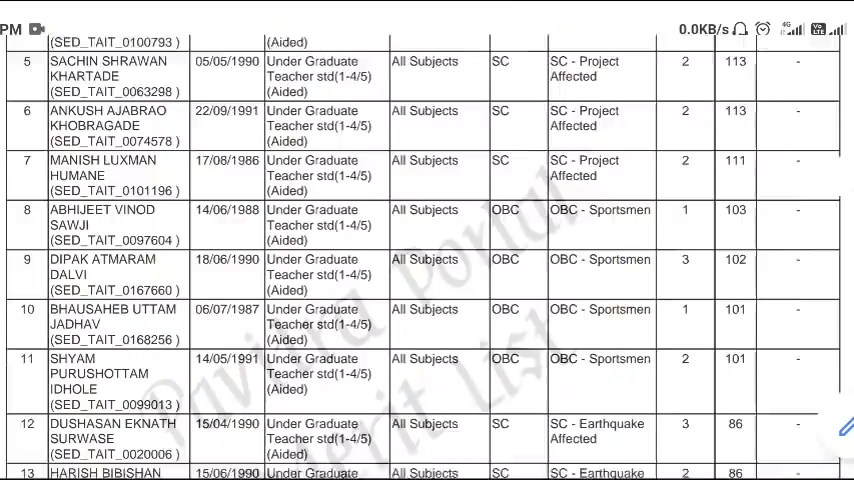 PM 0.0KB/s 4G VoLTE
(SED_TAIT_0100793 ) (Aided)
5 SACHIN SHRAWAN 05/05/1990 Under Graduate All Subjects SC SC - Project 2 113 -
KHARTADE Teacher std(1-4/5) Affected
(SED_TAIT_0063298 ) (Aided)
6 ANKUSH AJABRAO 22/09/1991 Under Graduate All Subjects SC SC - Project 2 113 -
KHOBRAGADE Teacher std(1-4/5) Affected
(SED_TAIT_0074578 ) (Aided)
7 MANISH LUXMAN 17/08/1986 Under Graduate All Subjects SC SC - Project 2 111 -
HUMANE Teacher std(1-4/5) Affected
(SED_TAIT_0101196 ) (Aided)
8 ABHIJEET VINOD 14/06/1988 Under Graduate All Subjects OBC OBC - Sportsmen 1 103 -
SAWJI Teacher std(1-4/5)
(SED_TAIT_0097604 ) (Aided)
9 DIPAK ATMARAM 18/06/1990 Under Graduate All Subjects OBC OBC - Sportsmen 3 102 -
DALVI Teacher std(1-4/5)
(SED_TAIT_0167660 ) (Aided)
10 BHAUSAHEB UTTAM 06/07/1987 Under Graduate All Subjects OBC OBC - Sportsmen 1 101 -
JADHAV Teacher std(1-4/5)
(SED_TAIT_0168256 ) (Aided)
11 SHYAM 14/05/1991 Under Graduate All Subjects OBC OBC - Sportsmen 2 101 -
PURUSHOTTAM Teacher std(1-4/5)
IDHOLE (Aided)
(SED_TAIT_0099013 )
12 DUSHASAN EKNATH 15/04/1990 Under Graduate All Subjects SC SC - Earthquake 3 86 -
SURWASE Teacher std(1-4/5) Affected
(SED_TAIT_0020006 ) (Aided)
13 HARISH BIBISHAN 15/06/1990 Under Graduate All Subjects SC SC - Earthquake 2 86 -
Pavitra Portal
Merit List